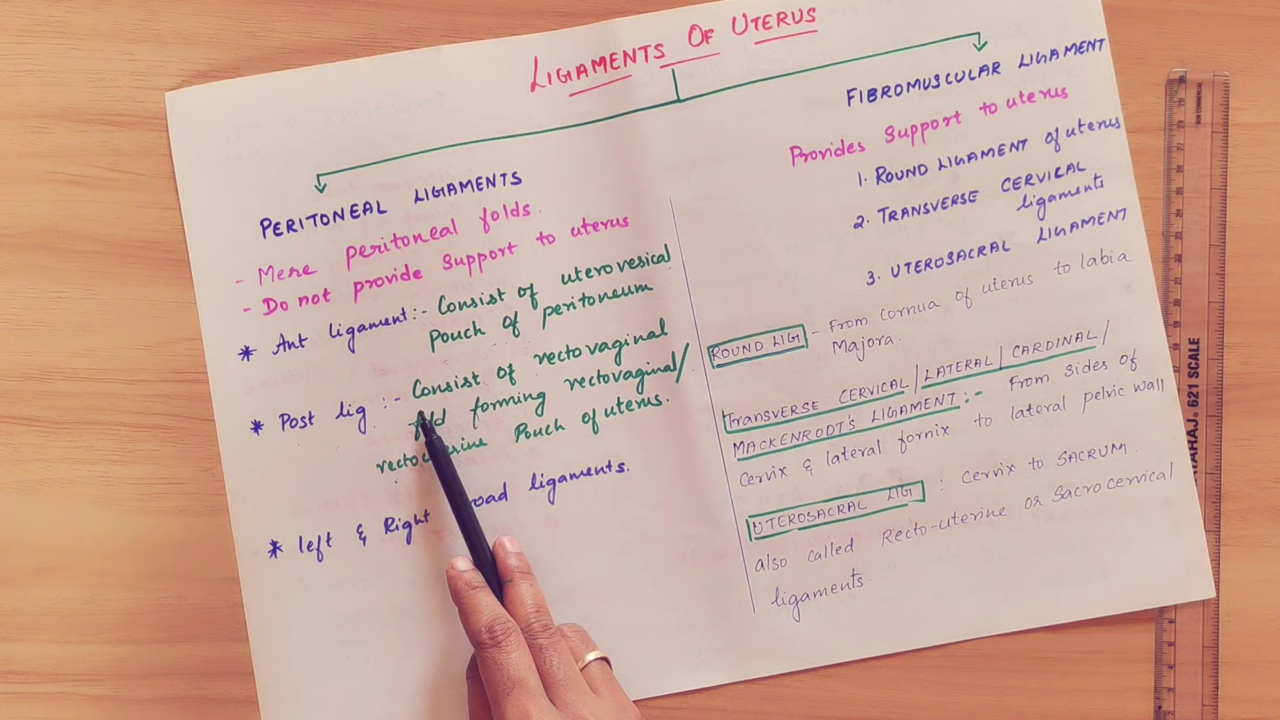 LIGAMENTS OF UTERUS
PERITONEAL LIGAMENTS
- Mere peritoneal folds.
- Do not provide support to uterus
* Ant ligament :- Consist of uterovesical
Pouch of peritoneum
* Post lig :- Consist of rectovaginal
forming rectovaginal/
Pouch of uterus.
* left & Right ligaments.
FIBROMUSCULAR LIGAMENT
Provides Support to uterus
1. ROUND LIGAMENT of uterus
2. TRANSVERSE CERVICAL
ligaments
3. UTEROSACRAL LIGAMENT
ROUND LIG - From Cornua of uterus to labia
Majora.
TRANSVERSE CERVICAL / LATERAL / CARDINAL /
MACKENRODT'S LIGAMENT :- From sides of
Cervix & lateral fornix to lateral pelvic wall
UTEROSACRAL LIG : Cervix to SACRUM.
also called Recto-uterine or Sacrocervical
ligaments.
621 SCALE